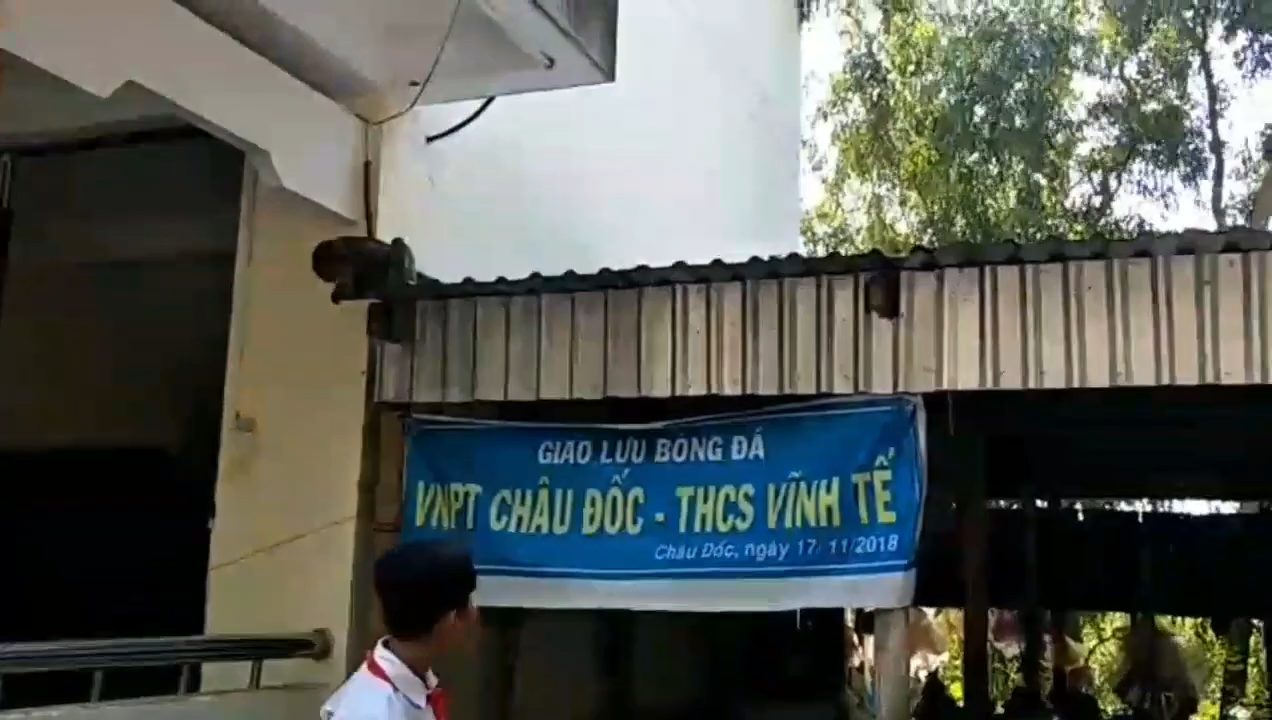 GIAO LƯU BÓNG ĐÁ
VNPT CHÂU ĐỐC - THCS VĨNH TẾ
Châu Đốc, ngày 17/11/2018